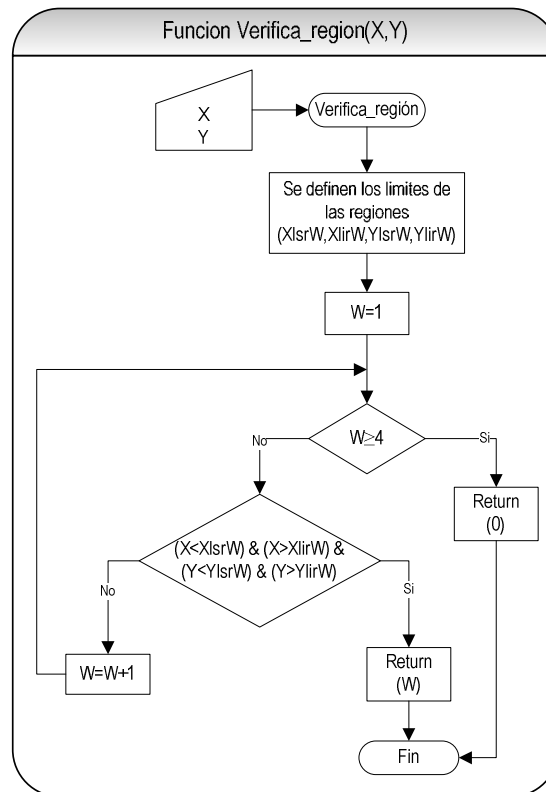 Funcion Verifica_region(X,Y)
X
Y
Verifica_región
Se definen los limites de
las regiones
(XlsrW,XlirW,YlsrW,YlirW)
W=1
W≥4
No
Si
Return
(0)
(X<XlsrW) & (X>XlirW) &
(Y<YlsrW) & (Y>YlirW)
No
Si
W=W+1
Return
(W)
Fin